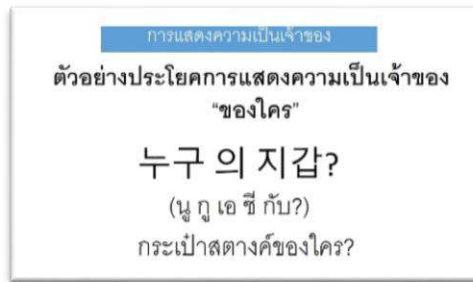 การแสดงความเป็นเจ้าของ
ตัวอย่างประโยคการแสดงความเป็นเจ้าของ
“ของใคร”
누구 의 지갑?
(นู กู เอ ชี กับ?)
กระเป๋าสตางค์ของใคร?